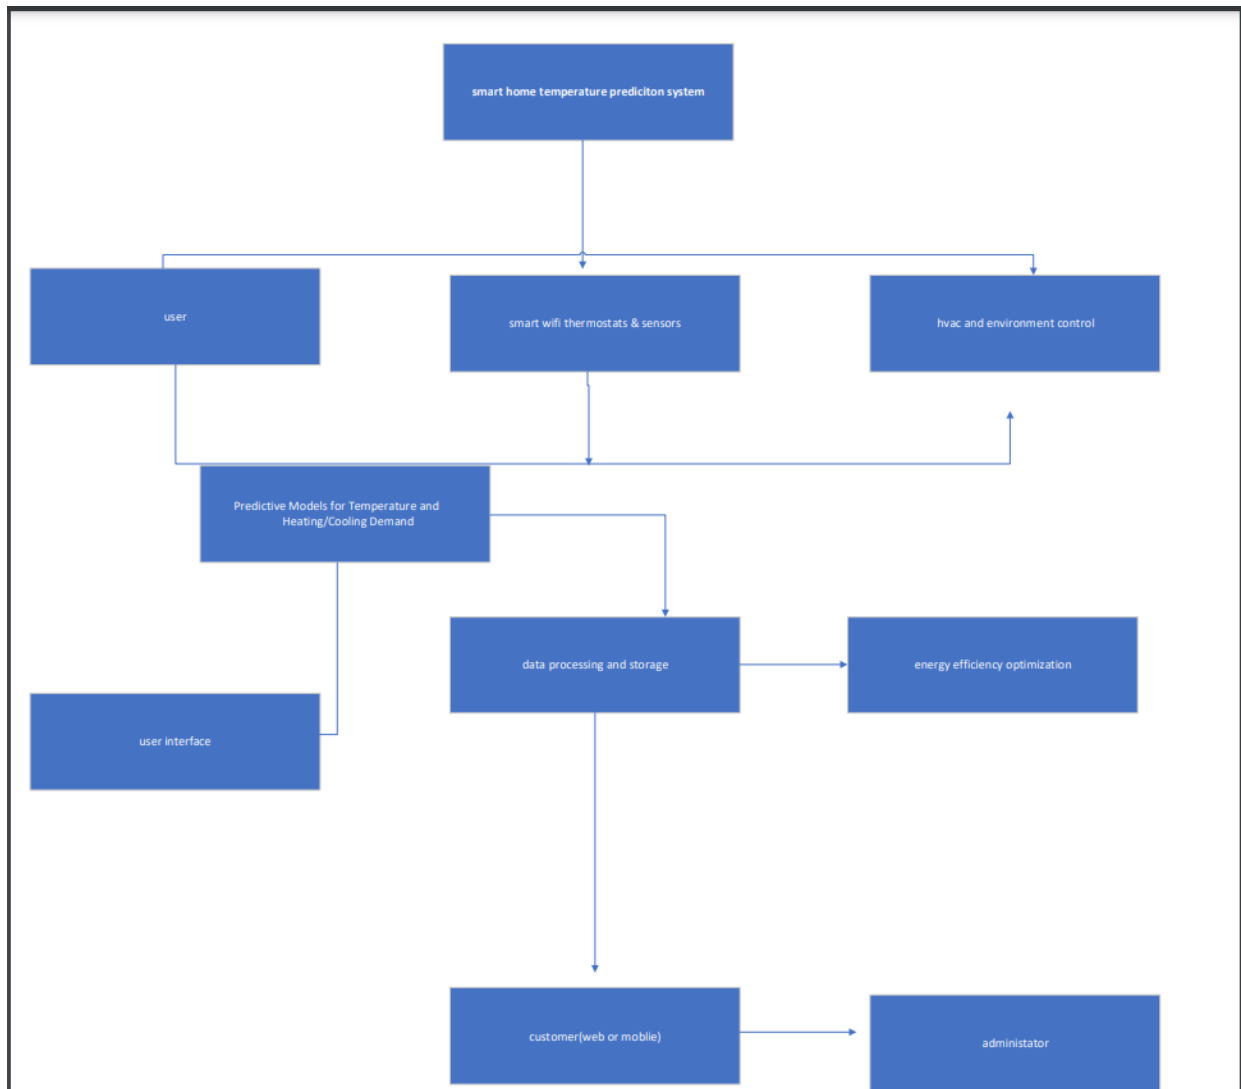 smart home temperature prediciton system
user
smart wifi thermostats & sensors
hvac and environment control
Predictive Models for Temperature and
Heating/Cooling Demand
data processing and storage
energy efficiency optimization
user interface
customer(web or moblie)
administator